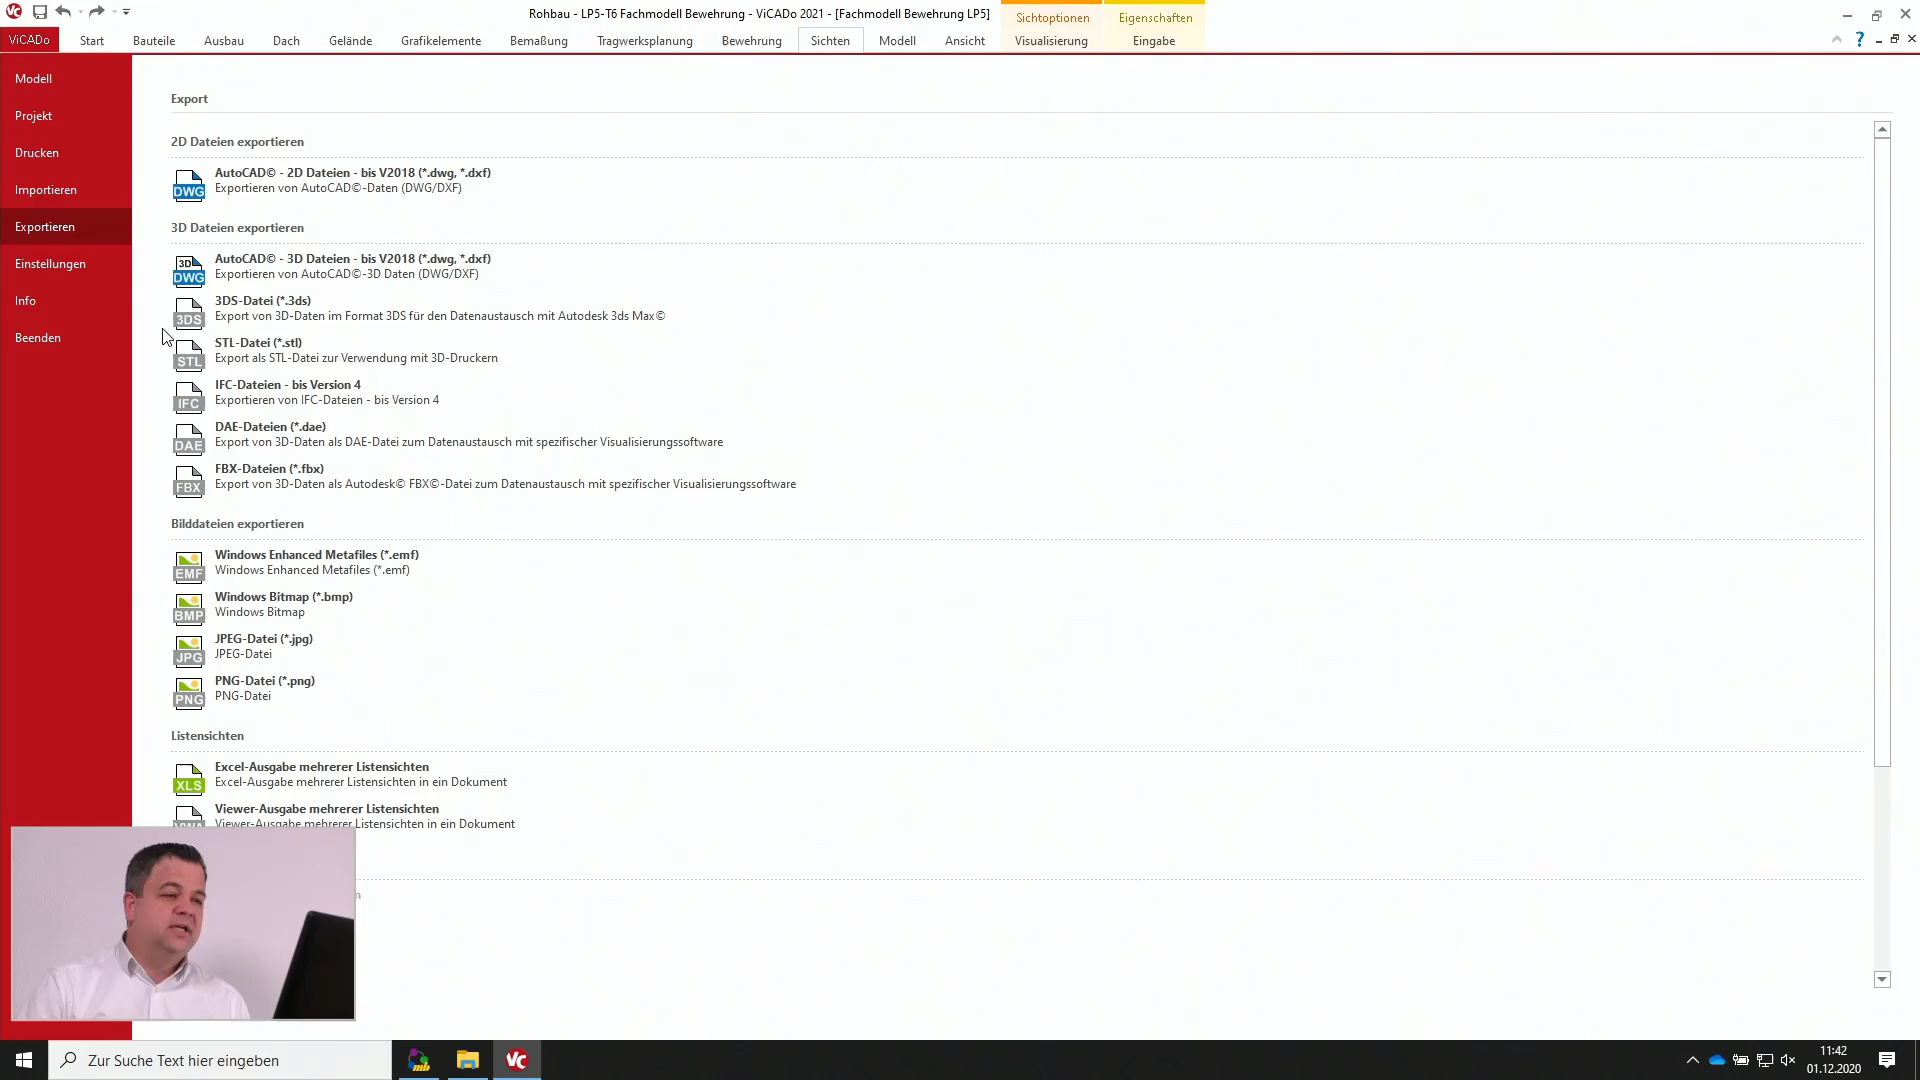 Rohbau - LP5-T6 Fachmodell Bewehrung - ViCADo 2021 - [Fachmodell Bewehrung LP5]
Sichtoptionen
Eigenschaften
ViCADo
Start
Bauteile
Ausbau
Dach
Gelände
Grafikelemente
Bemaßung
Tragwerksplanung
Bewehrung
Sichten
Modell
Ansicht
Visualisierung
Eingabe
Modell
Projekt
Drucken
Importieren
Exportieren
Einstellungen
Info
Beenden
Export
2D Dateien exportieren
DWG
AutoCAD© - 2D Dateien - bis V2018 (*.dwg, *.dxf)
Exportieren von AutoCAD©-Daten (DWG/DXF)
3D Dateien exportieren
3D
DWG
AutoCAD© - 3D Dateien - bis V2018 (*.dwg, *.dxf)
Exportieren von AutoCAD©-3D Daten (DWG/DXF)
3DS
3DS-Datei (*.3ds)
Export von 3D-Daten im Format 3DS für den Datenaustausch mit Autodesk 3ds Max©
STL
STL-Datei (*.stl)
Export als STL-Datei zur Verwendung mit 3D-Druckern
IFC
IFC-Dateien - bis Version 4
Exportieren von IFC-Dateien - bis Version 4
DAE
DAE-Dateien (*.dae)
Export von 3D-Daten als DAE-Datei zum Datenaustausch mit spezifischer Visualisierungssoftware
FBX
FBX-Dateien (*.fbx)
Export von 3D-Daten als Autodesk© FBX©-Datei zum Datenaustausch mit spezifischer Visualisierungssoftware
Bilddateien exportieren
EMF
Windows Enhanced Metafiles (*.emf)
Windows Enhanced Metafiles (*.emf)
BMP
Windows Bitmap (*.bmp)
Windows Bitmap
JPG
JPEG-Datei (*.jpg)
JPEG-Datei
PNG
PNG-Datei (*.png)
PNG-Datei
Listensichten
XLS
Excel-Ausgabe mehrerer Listensichten
Excel-Ausgabe mehrerer Listensichten in ein Dokument
Viewer-Ausgabe mehrerer Listensichten
Viewer-Ausgabe mehrerer Listensichten in ein Dokument
Zur Suche Text hier eingeben
mb
VC
11:42
01.12.2020